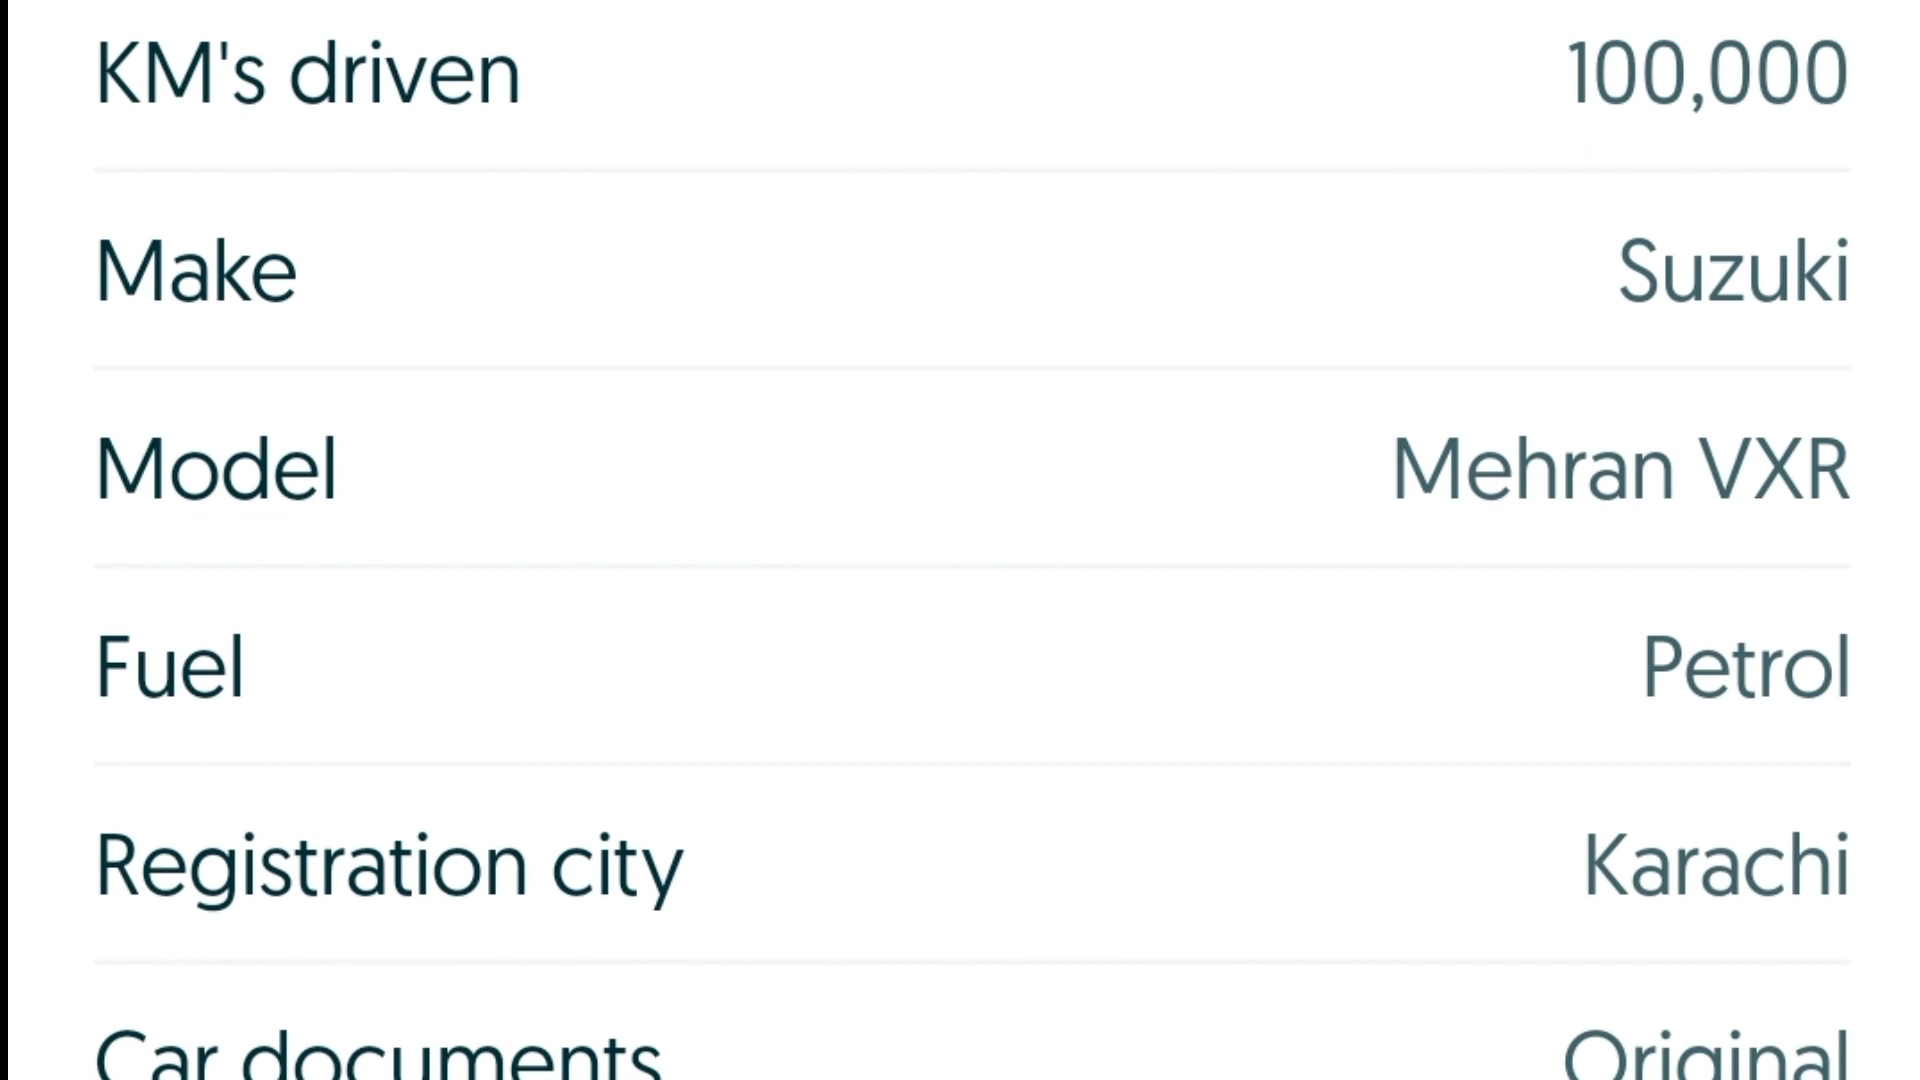 KM's driven 100,000
Make Suzuki
Model Mehran VXR
Fuel Petrol
Registration city Karachi
Car documents Original